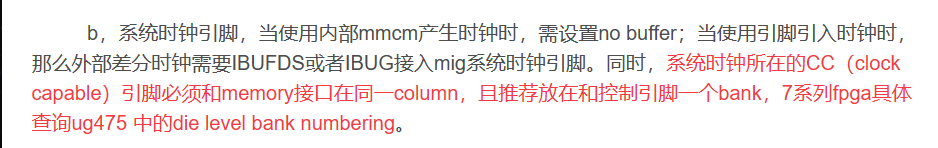 b，系统时钟引脚，当使用内部mmcm产生时钟时，需设置no buffer；当使用引脚引入时钟时，
那么外部差分时钟需要IBUFDS或者IBUG接入mig系统时钟引脚。同时，系统时钟所在的CC（clock
capable）引脚必须和memory接口在同一column，且推荐放在和控制引脚一个bank，7系列fpga具体
查询ug475 中的die level bank numbering。